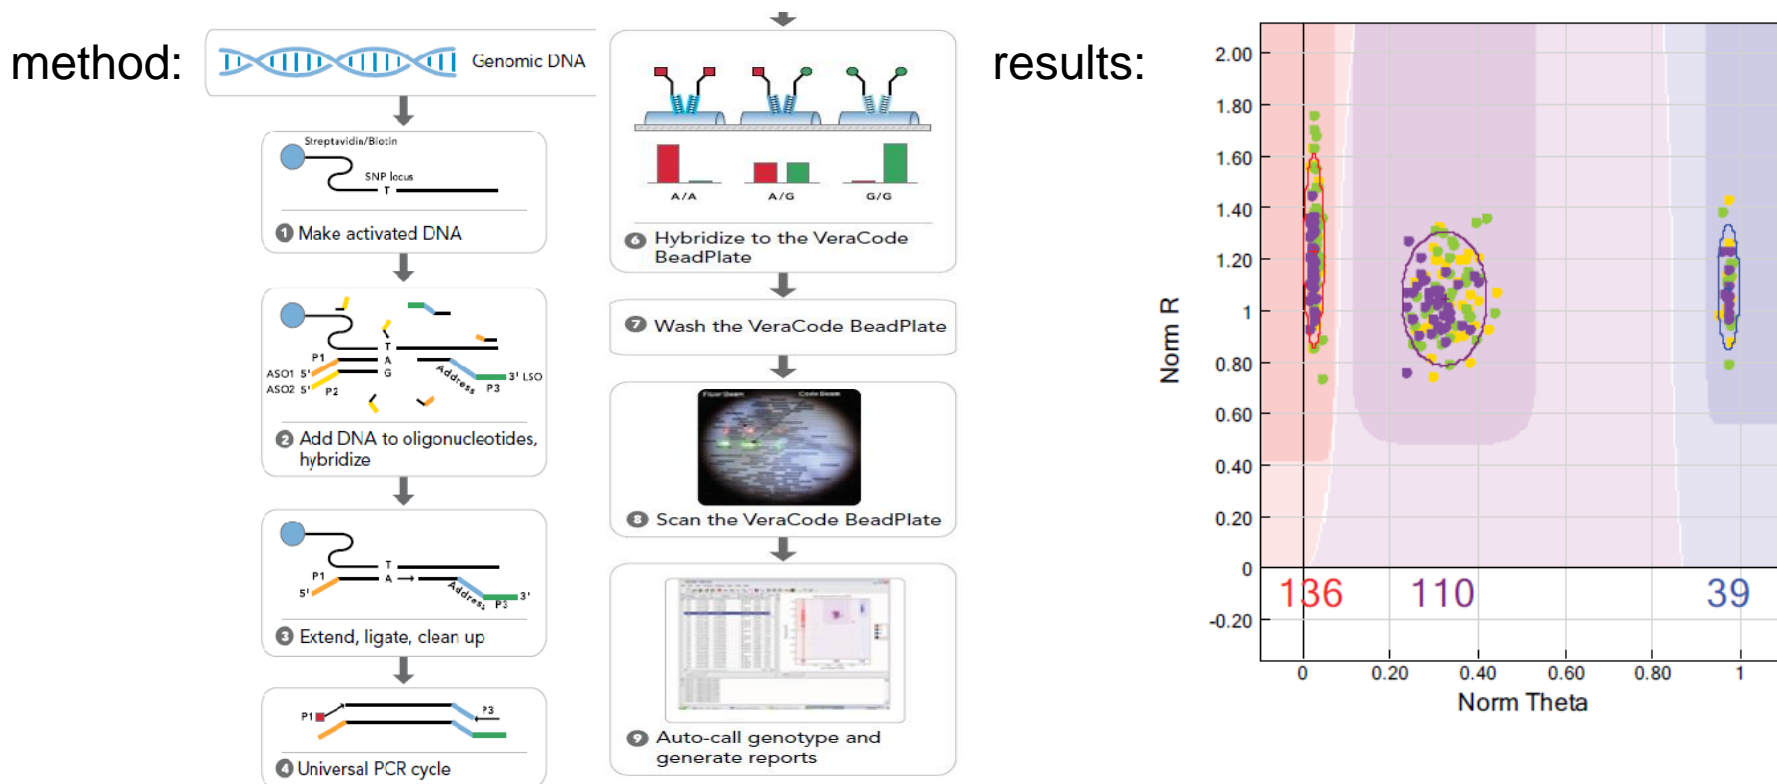 method:
Genomic DNA
Streptavidin/Biotin
SNP locus
T
1 Make activated DNA
P1
T
A
G
ASO1 5'
ASO2 5'
P2
Address
P3
3' LSO
2 Add DNA to oligonucleotides,
hybridize
P1
5'
T
A
Address
P3
3'
3 Extend, ligate, clean up
P1
P3
4 Universal PCR cycle
A/A
A/G
G/G
6 Hybridize to the VeraCode
BeadPlate
7 Wash the VeraCode BeadPlate
Fluor Beam
Code Beam
8 Scan the VeraCode BeadPlate
9 Auto-call genotype and
generate reports
results:
Norm R
2.00
1.80
1.60
1.40
1.20
1
0.80
0.60
0.40
0.20
0
-0.20
136
110
39
0
0.20
0.40
0.60
0.80
1
Norm Theta